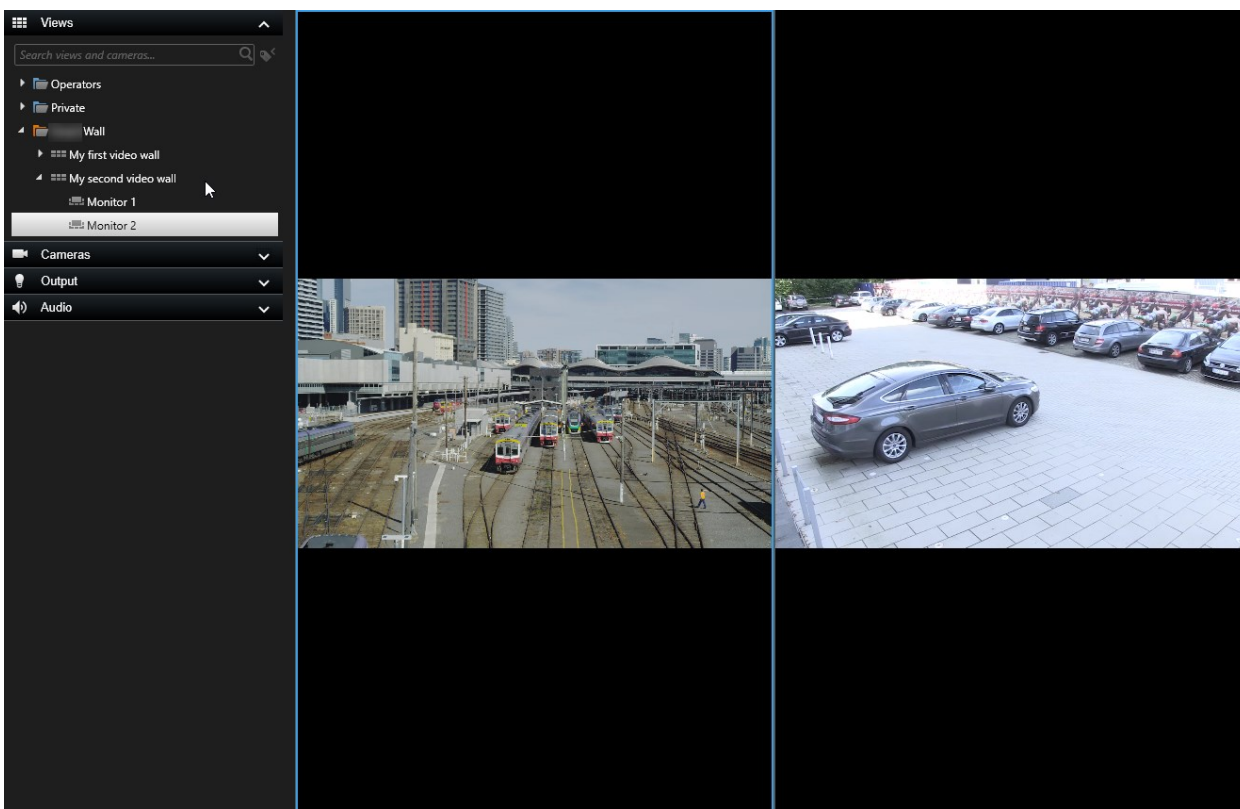 Views
Search views and cameras...
Operators
Private
Wall
My first video wall
My second video wall
Monitor 1
Monitor 2
Cameras
Output
Audio